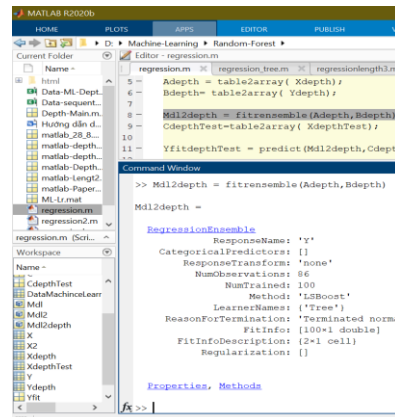 MATLAB R2020b
HOME PLOTS APPS EDITOR PUBLISH
D: ▸ Machine-Learning ▸ Random-Forest ▸
Current Folder
Name
html
Data-ML-Dept...
Data-sequent...
Depth-Main.m...
Hướng dẫn d...
matlab_28_8...
matlab-depth...
matlab-depth...
matlab-Depth...
matlab-Lengt2.
matlab-Paper...
ML-Lr.mat
regression.m
regression2.m
regression.m (Scri...
Workspace
Name
CdepthTest
DataMachinceLearr
Mdl
Mdl2
Mdl2depth
X
X2
Xdepth
XdepthTest
Y
Ydepth
Yfit
Editor - regression.m
regression.m regression_tree.m regressionlength3.m
5 - Adepth = table2array( Xdepth);
6 - Bdepth= table2array( Ydepth);
7
8 - Mdl2depth = fitrensemble(Adepth,Bdepth)
9 - CdepthTest=table2array( XdepthTest);
10
11 - YfitdepthTest = predict(Mdl2depth,Cdept
Command Window
>> Mdl2depth = fitrensemble(Adepth,Bdepth)
Mdl2depth =
RegressionEnsemble
ResponseName: 'Y'
CategoricalPredictors: []
ResponseTransform: 'none'
NumObservations: 86
NumTrained: 100
Method: 'LSBoost'
LearnerNames: {'Tree'}
ReasonForTermination: 'Terminated norma
FitInfo: [100×1 double]
FitInfoDescription: {2×1 cell}
Regularization: []
Properties, Methods
fx >>